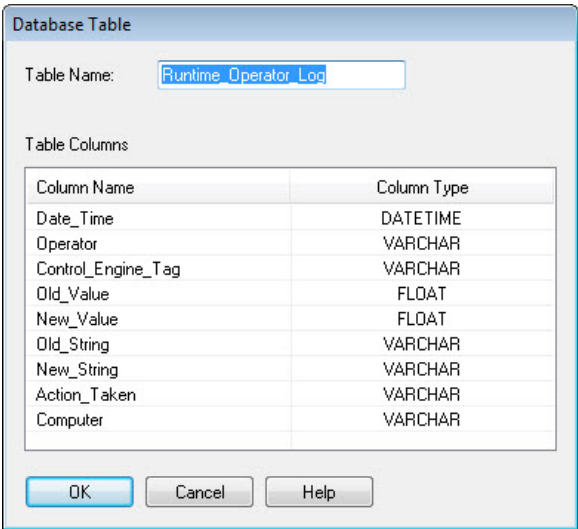 Database Table
Table Name: Runtime_Operator_Log
Table Columns
Column Name Column Type
Date_Time DATETIME
Operator VARCHAR
Control_Engine_Tag VARCHAR
Old_Value FLOAT
New_Value FLOAT
Old_String VARCHAR
New_String VARCHAR
Action_Taken VARCHAR
Computer VARCHAR
OK Cancel Help